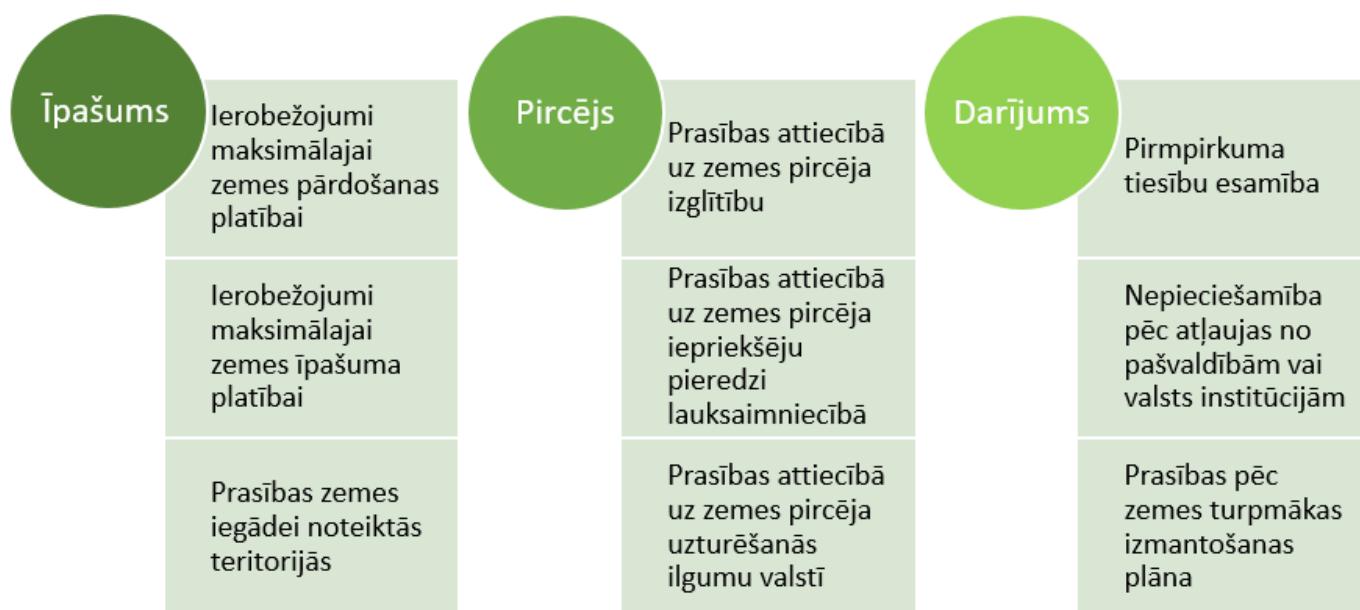 Īpašums
Ierobežojumi
maksimālajai
zemes pārdošanas
platībai
Ierobežojumi
maksimālajai
zemes īpašuma
platībai
Prasības zemes
iegādei noteiktās
teritorijās
Pircējs
Prasības attiecībā
uz zemes pircēja
izglītību
Prasības attiecībā
uz zemes pircēja
iepriekšēju
pieredzi
lauksaimniecībā
Prasības attiecībā
uz zemes pircēja
uzturēšanās
ilgumu valstī
Darījums
Pirmpirkuma
tiesību esamība
Nepieciešamība
pēc atļaujas no
pašvaldībām vai
valsts institūcijām
Prasības pēc
zemes turpmākas
izmantošanas
plāna